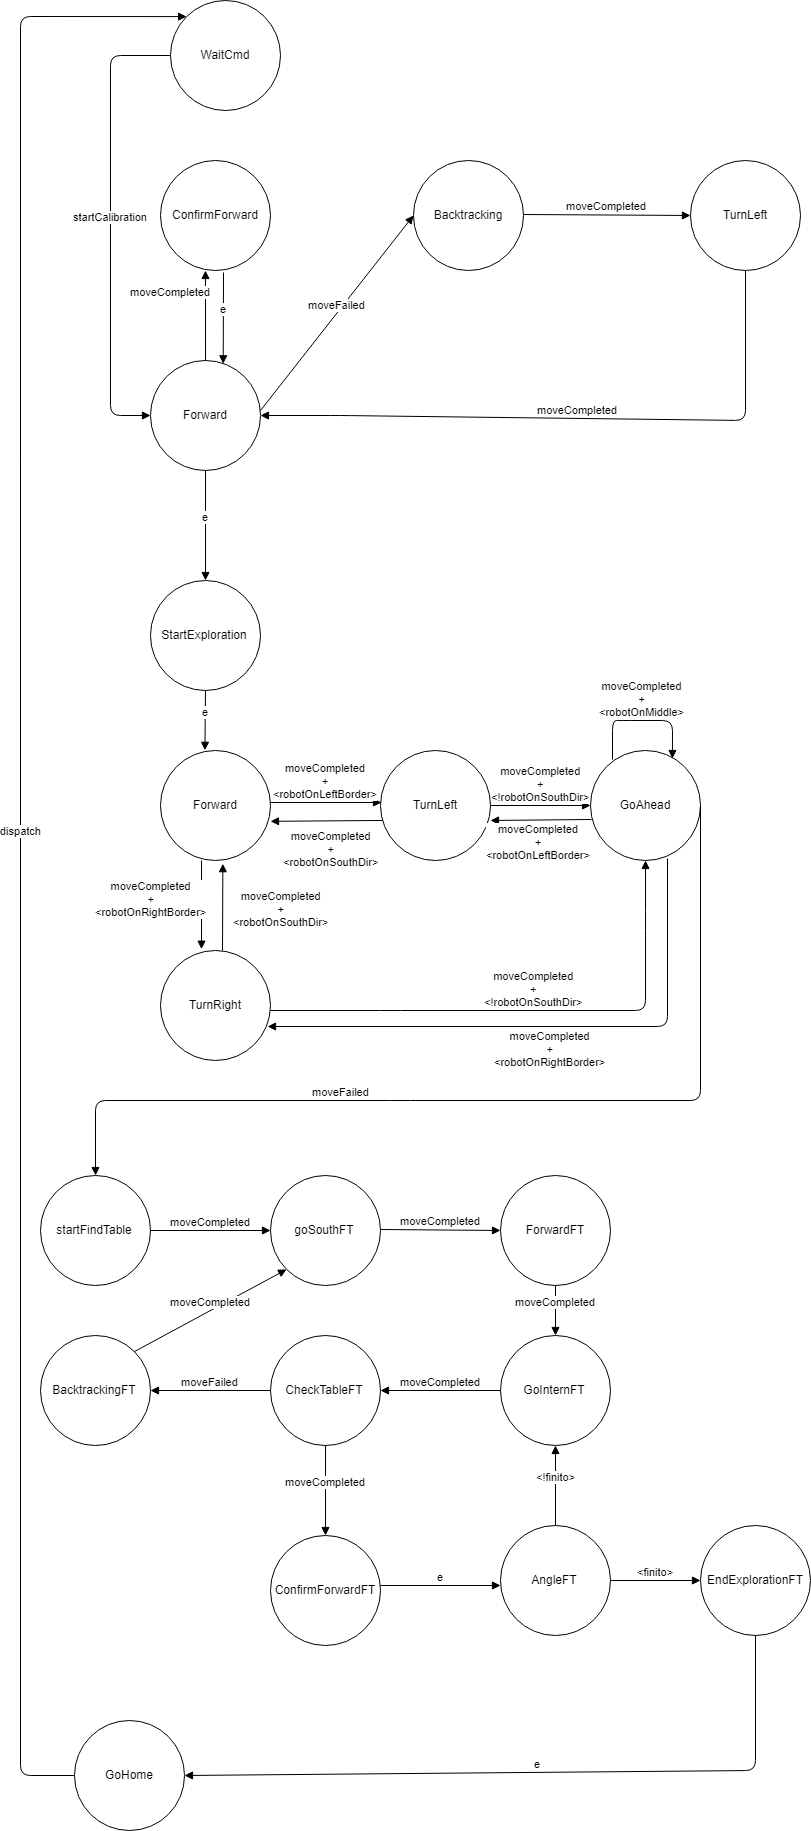 WaitCmd
startCalibration
ConfirmForward
Backtracking
moveCompleted
TurnLeft
moveCompleted
e
moveFailed
Forward
moveCompleted
e
StartExploration
e
moveCompleted
+
<robotOnMiddle>
Forward
moveCompleted
+
<robotOnLeftBorder>
TurnLeft
moveCompleted
+
<!robotOnSouthDir>
GoAhead
moveCompleted
+
<robotOnSouthDir>
moveCompleted
+
<robotOnLeftBorder>
dispatch
moveCompleted
+
<robotOnRightBorder>
moveCompleted
+
<robotOnSouthDir>
TurnRight
moveCompleted
+
<!robotOnSouthDir>
moveCompleted
+
<robotOnRightBorder>
moveFailed
startFindTable
moveCompleted
goSouthFT
moveCompleted
ForwardFT
moveCompleted
moveCompleted
BacktrackingFT
moveFailed
CheckTableFT
moveCompleted
GoInternFT
moveCompleted
<!finito>
ConfirmForwardFT
e
AngleFT
<finito>
EndExplorationFT
e
GoHome